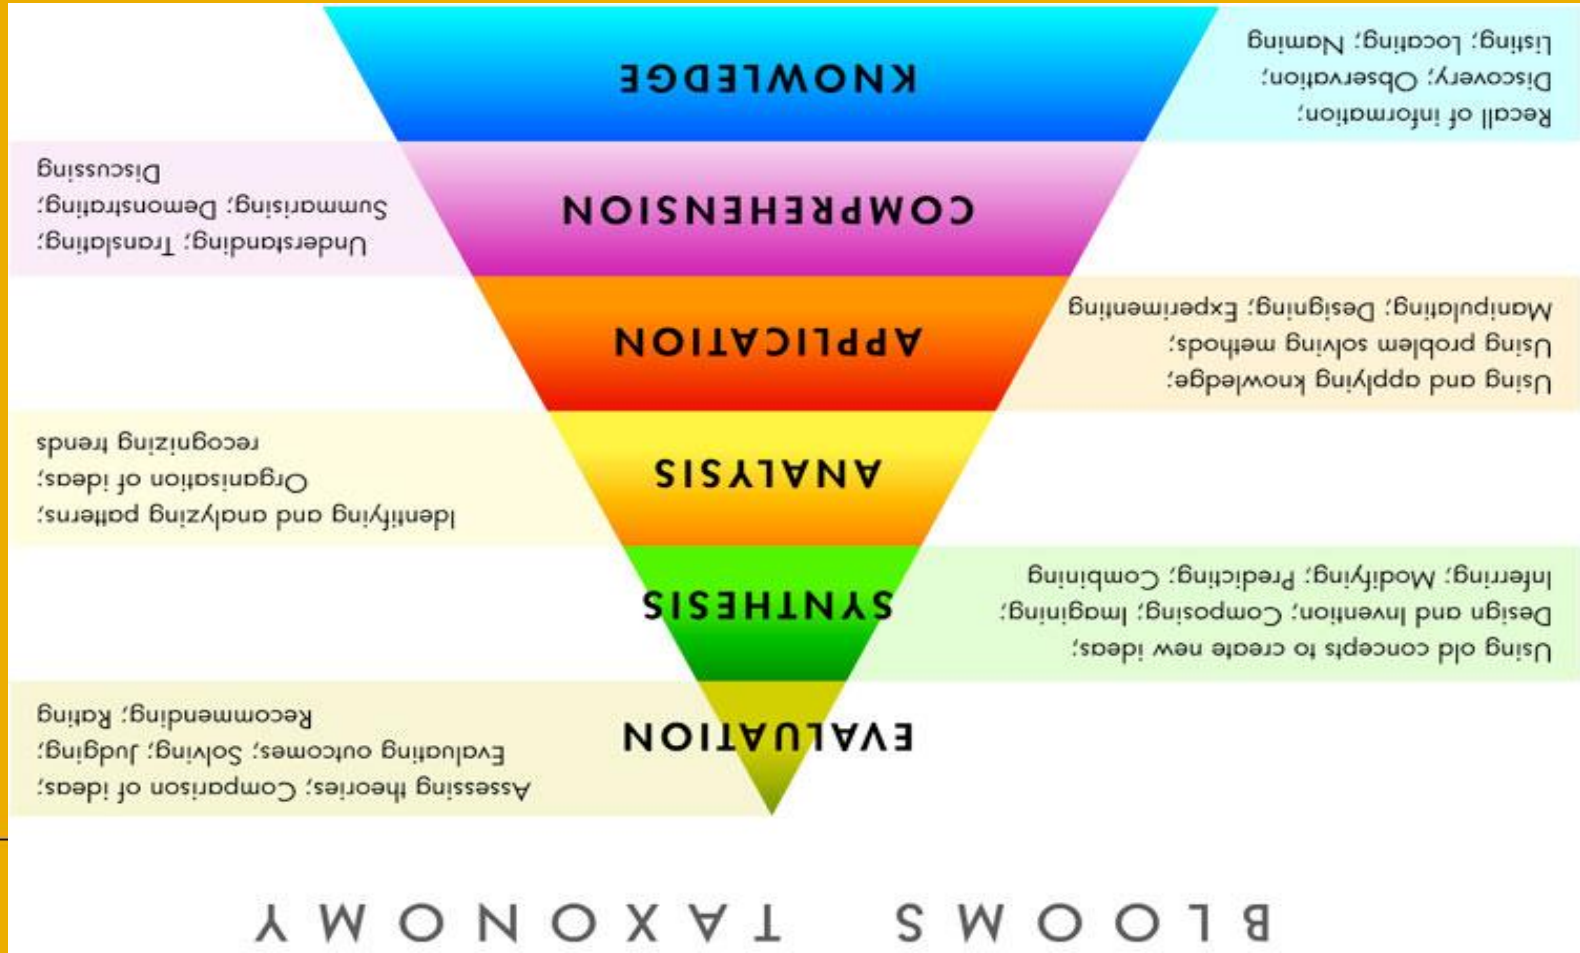 BLOOMS TAXONOMY
EVALUATION
Assessing theories; Comparison of ideas;
Evaluating outcomes; Solving; Judging;
Recommending; Rating
SYNTHESIS
Using old concepts to create new ideas;
Design and Invention; Composing; Imagining;
Inferring; Modifying; Predicting; Combining
ANALYSIS
Identifying and analyzing patterns;
Organisation of ideas;
recognizing trends
APPLICATION
Using and applying knowledge;
Using problem solving methods;
Manipulating; Designing; Experimenting
COMPREHENSION
Understanding; Translating;
Summarising; Demonstrating;
Discussing
KNOWLEDGE
Recall of information;
Discovery; Observation;
Listing; Locating; Naming